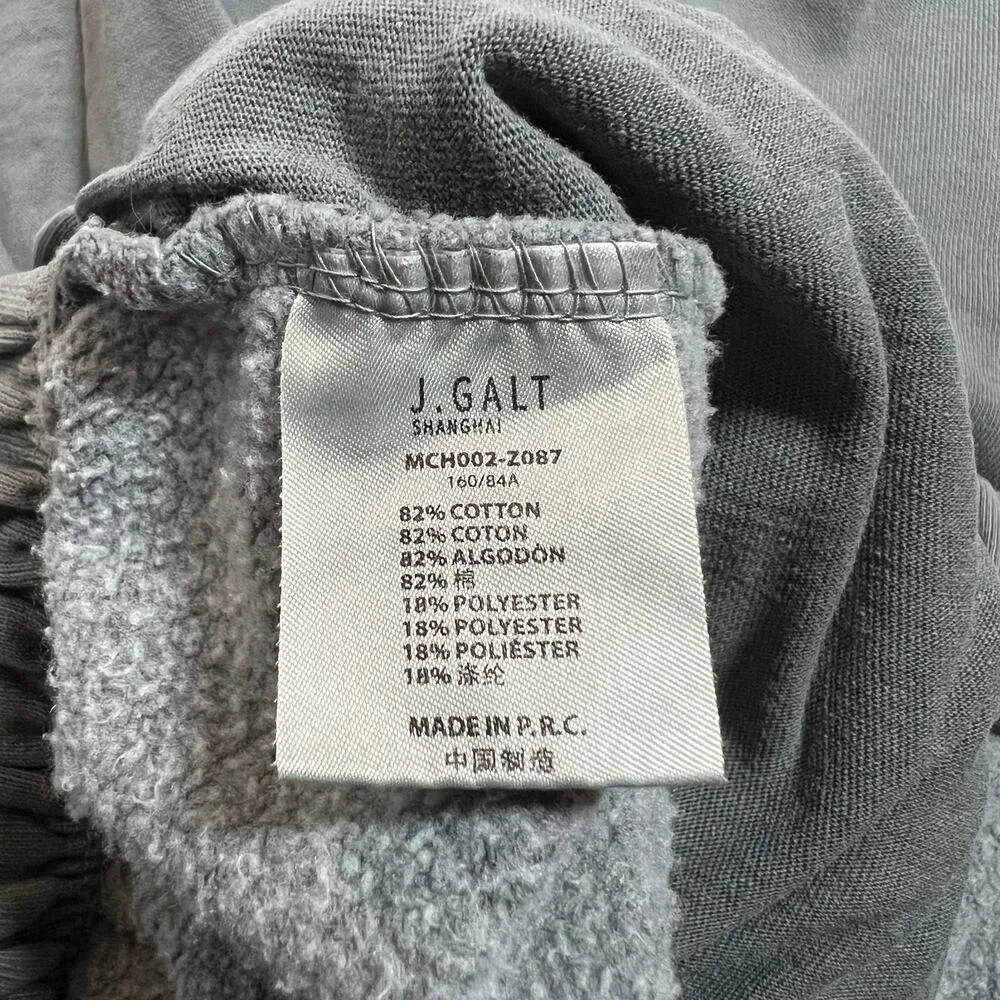 J.GALT
SHANGHAI
MCH002-Z087
160/84A
82% COTTON
82% COTON
82% ALGODÓN
82% 棉
18% POLYESTER
18% POLYESTER
18% POLIÉSTER
18% 涤纶
MADE IN P.R.C.
中国制造